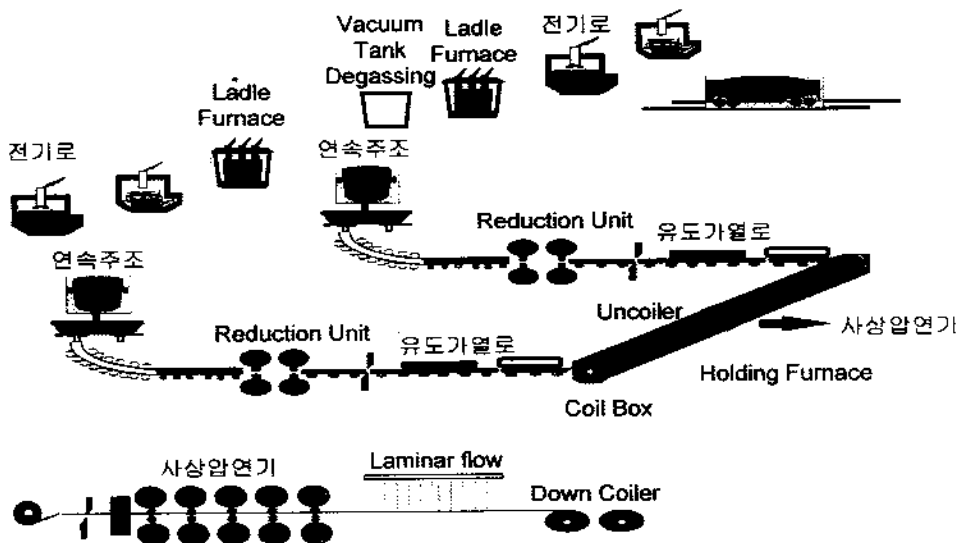 Vacuum
Tank
Degassing
Ladle
Furnace
전기로
Ladle
Furnace
전기로
연속주조
Reduction Unit
유도가열로
연속주조
Uncoiler
사상압연기
Reduction Unit
유도가열로
Holding Furnace
Coil Box
사상압연기
Laminar flow
Down Coiler